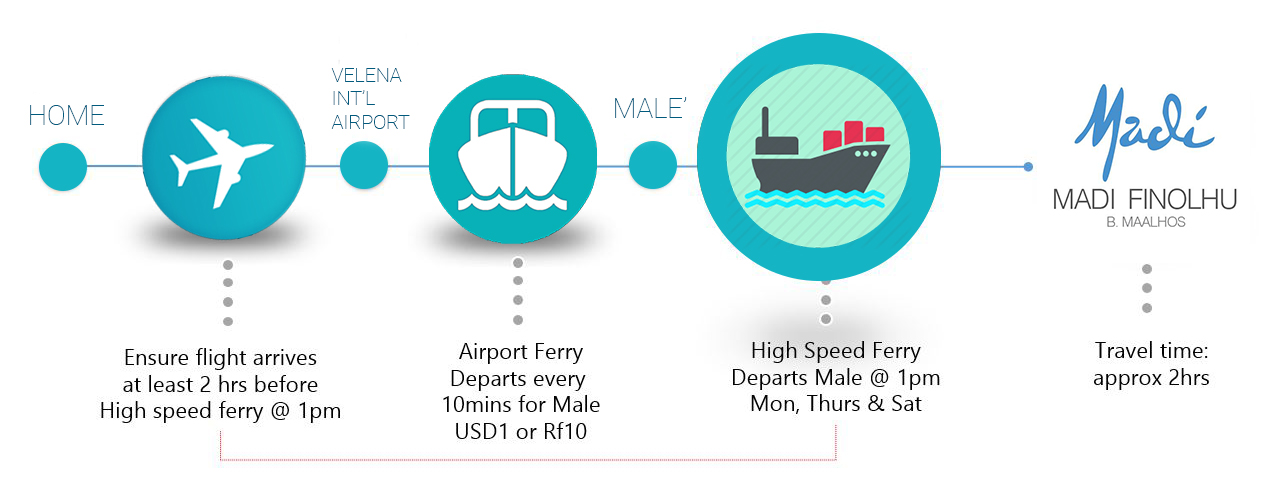 HOME
VELENA
INT'L
AIRPORT
MALE'
Madi
MADI FINOLHU
B. MAALHOS
Ensure flight arrives
at least 2 hrs before
High speed ferry @ 1pm
Airport Ferry
Departs every
10mins for Male
USD1 or Rf10
High Speed Ferry
Departs Male @ 1pm
Mon, Thurs & Sat
Travel time:
approx 2hrs